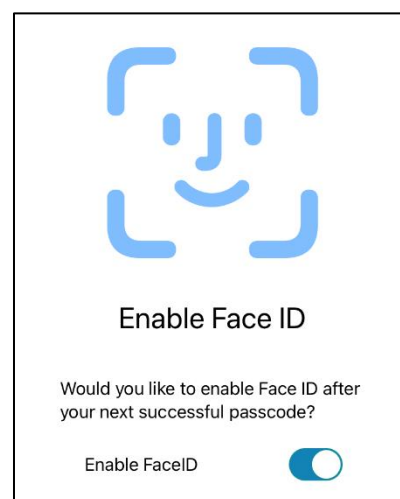 Enable Face ID
Would you like to enable Face ID after
your next successful passcode?
Enable FaceID